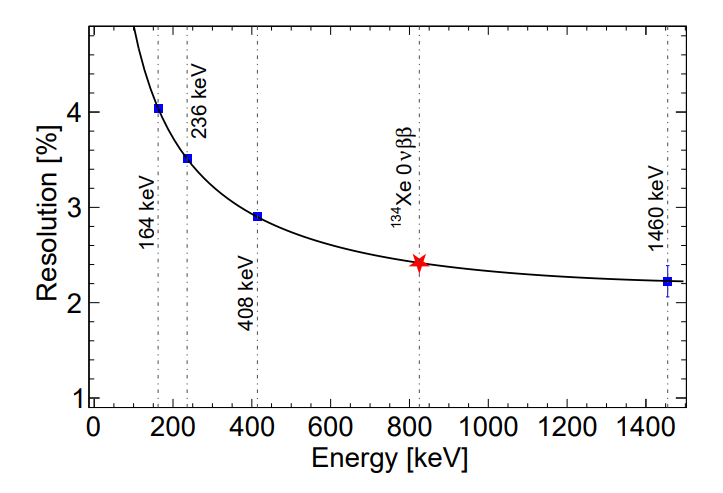 Resolution [%]
4
3
2
1
164 keV
236 keV
408 keV
¹³⁴Xe 0νββ
1460 keV
0 200 400 600 800 1000 1200 1400
Energy [keV]